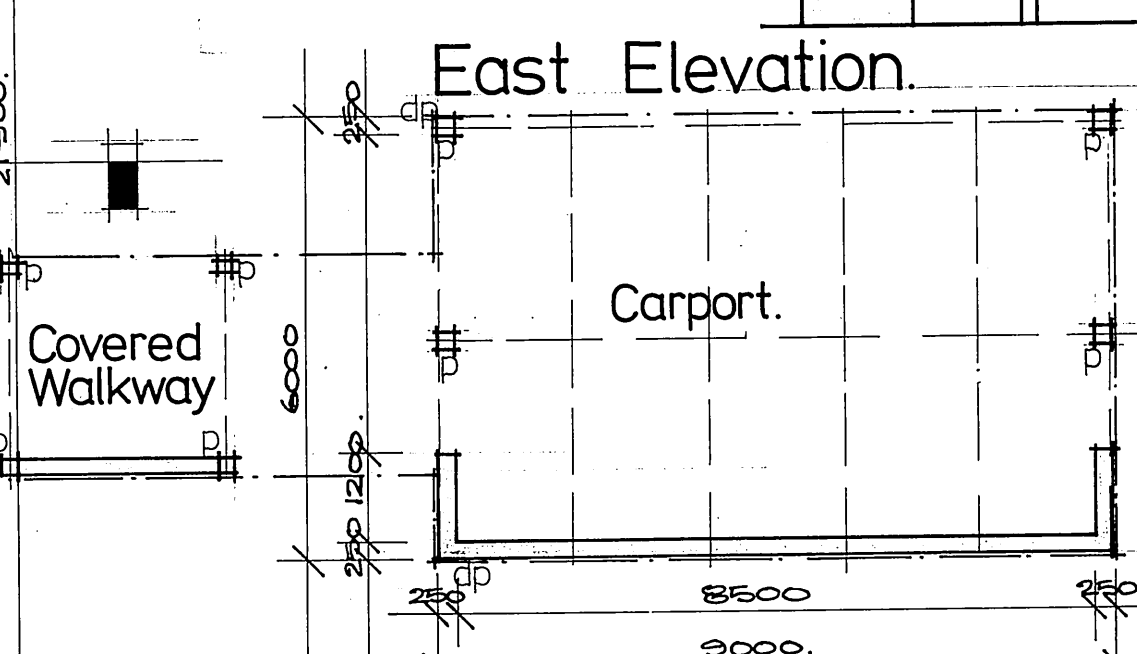 East Elevation.
dp
250
p
p
p
p
Carport.
Covered
Walkway
6000
p
p
p
p
1200.
250
dp
250
8500
250
9000.